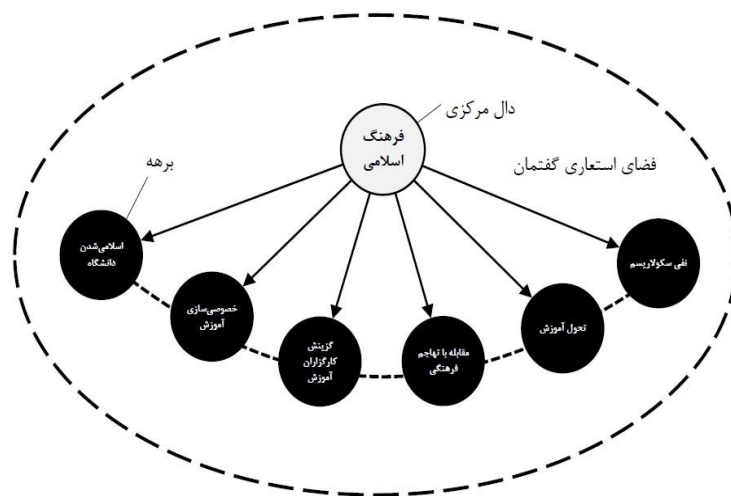 دال مرکزی
فرهنگ
اسلامی
فضای استعاری گفتمان
برهه
نفی سکولاریسم
اسلامی‌شدن
دانشگاه
تحول آموزش
خصوصی‌سازی
آموزش
مقابله با تهاجم
فرهنگی
گزینش
کارگزاران
آموزش